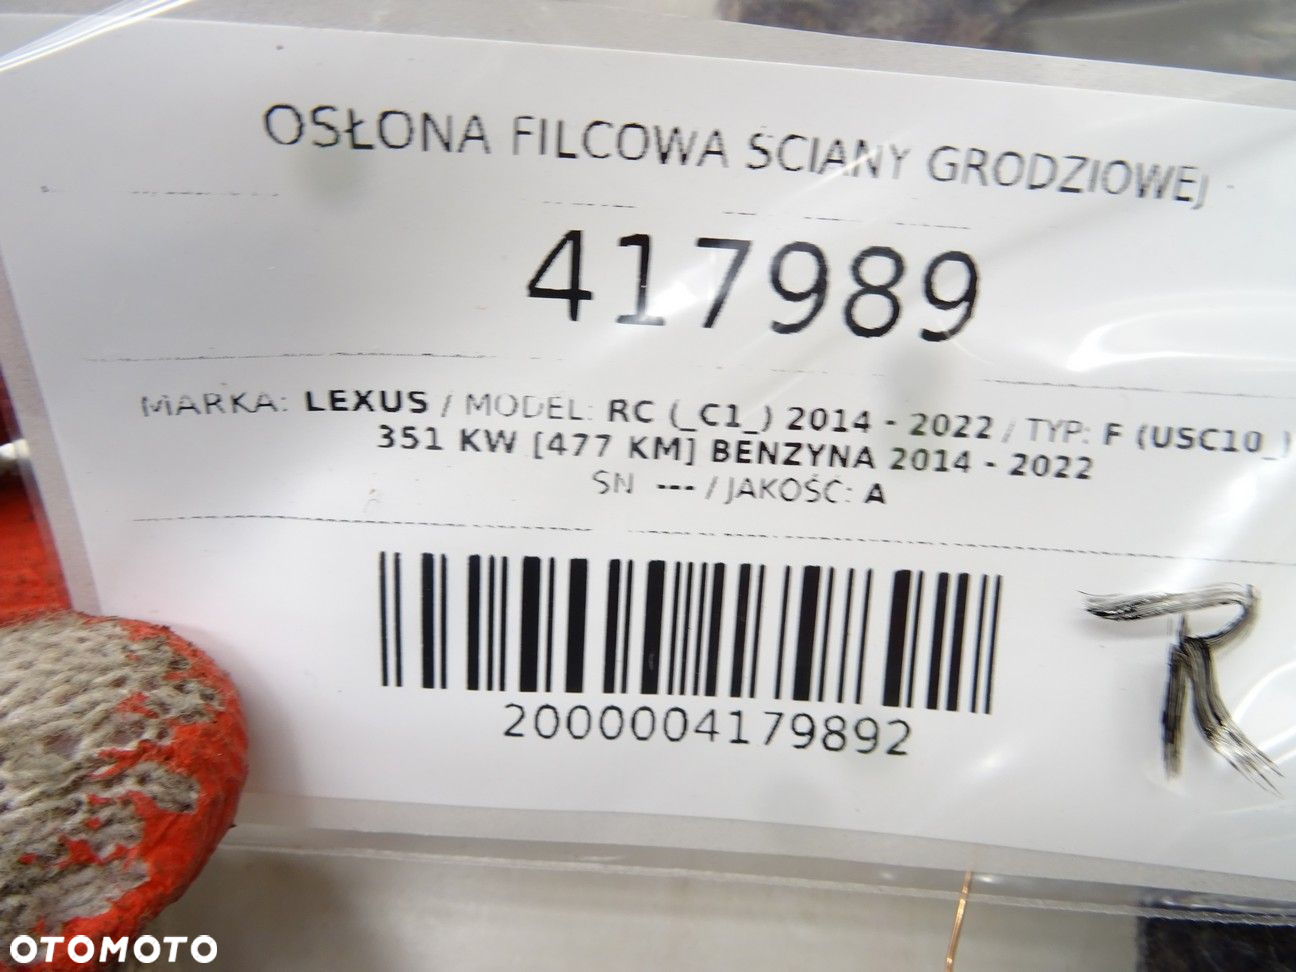 OSŁONA FILCOWA ŚCIANY GRODZIOWEJ
417989
MARKA: LEXUS / MODEL: RC (_C1_) 2014 - 2022 / TYP: F (USC10_)
351 KW [477 KM] BENZYNA 2014 - 2022
SN --- / JAKOŚĆ: A
2000004179892
R
OTOMOTO